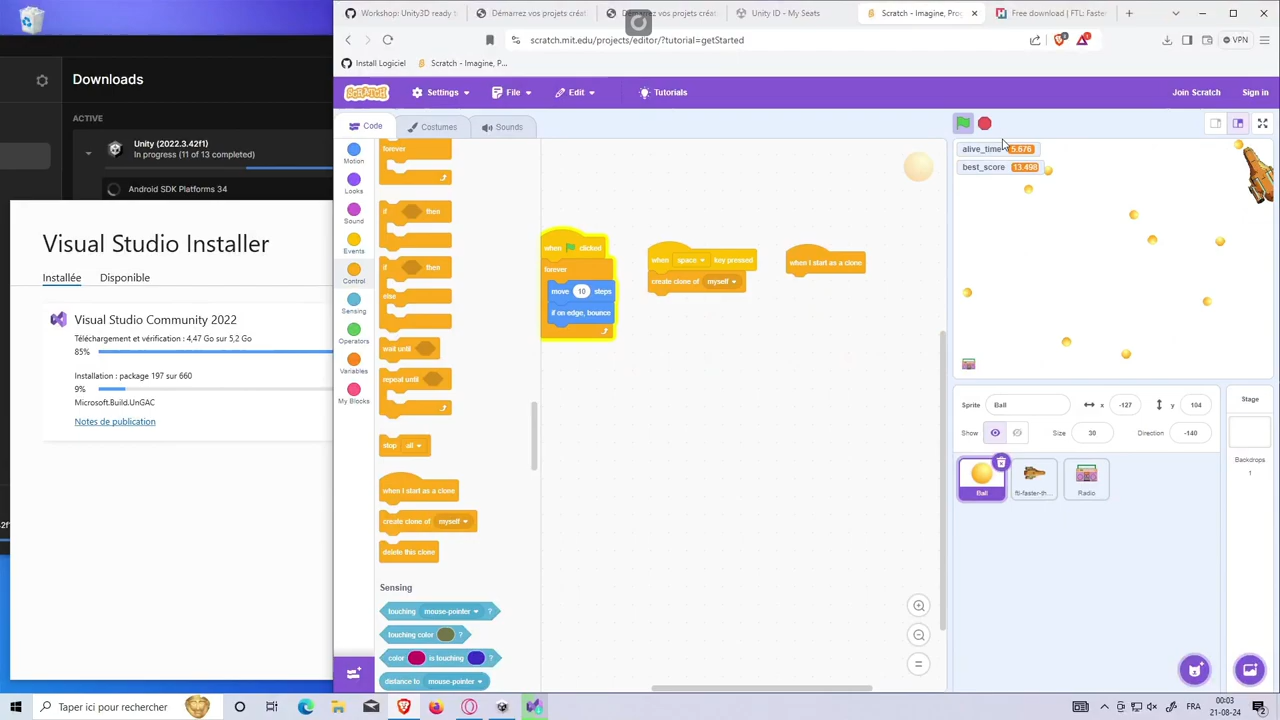 Workshop: Unity3D ready t
Démarrez vos projets créat
Démarrez vos projets créat
Unity ID - My Seats
Scratch - Imagine, Pro
Free download | FTL: Faste
scratch.mit.edu/projects/editor/?tutorial=getStarted
VPN
Install Logiciel
Scratch - Imagine, P...
Downloads
ACTIVE
Unity (2022.3.42f1)
In progress (11 of 13 completed)
Android SDK Platforms 34
Visual Studio Installer
Installée
Disponible
Visual Studio Community 2022
Téléchargement et vérification : 4,47 Go sur 5,2 Go
85%
Installation : package 197 sur 660
9%
Microsoft.Build.UnGAC
Notes de publication
SCRATCH
Settings
File
Edit
Tutorials
Join Scratch
Sign in
Code
Costumes
Sounds
Motion
Looks
Sound
Events
Control
Sensing
Operators
Variables
My Blocks
forever
if then
if then
else
wait until
repeat until
stop all
when I start as a clone
create clone of myself
delete this clone
Sensing
touching mouse-pointer ?
touching color ?
color is touching ?
distance to mouse-pointer
when clicked
forever
move 10 steps
if on edge, bounce
when space key pressed
create clone of myself
when I start as a clone
alive_time 5.676
best_score 13.498
Sprite
Ball
x
-127
y
104
Show
Size
30
Direction
-140
Ball
ftl-faster-th...
Radio
Stage
Backdrops
1
Taper ici pour rechercher
FR
00:03
21-08-24